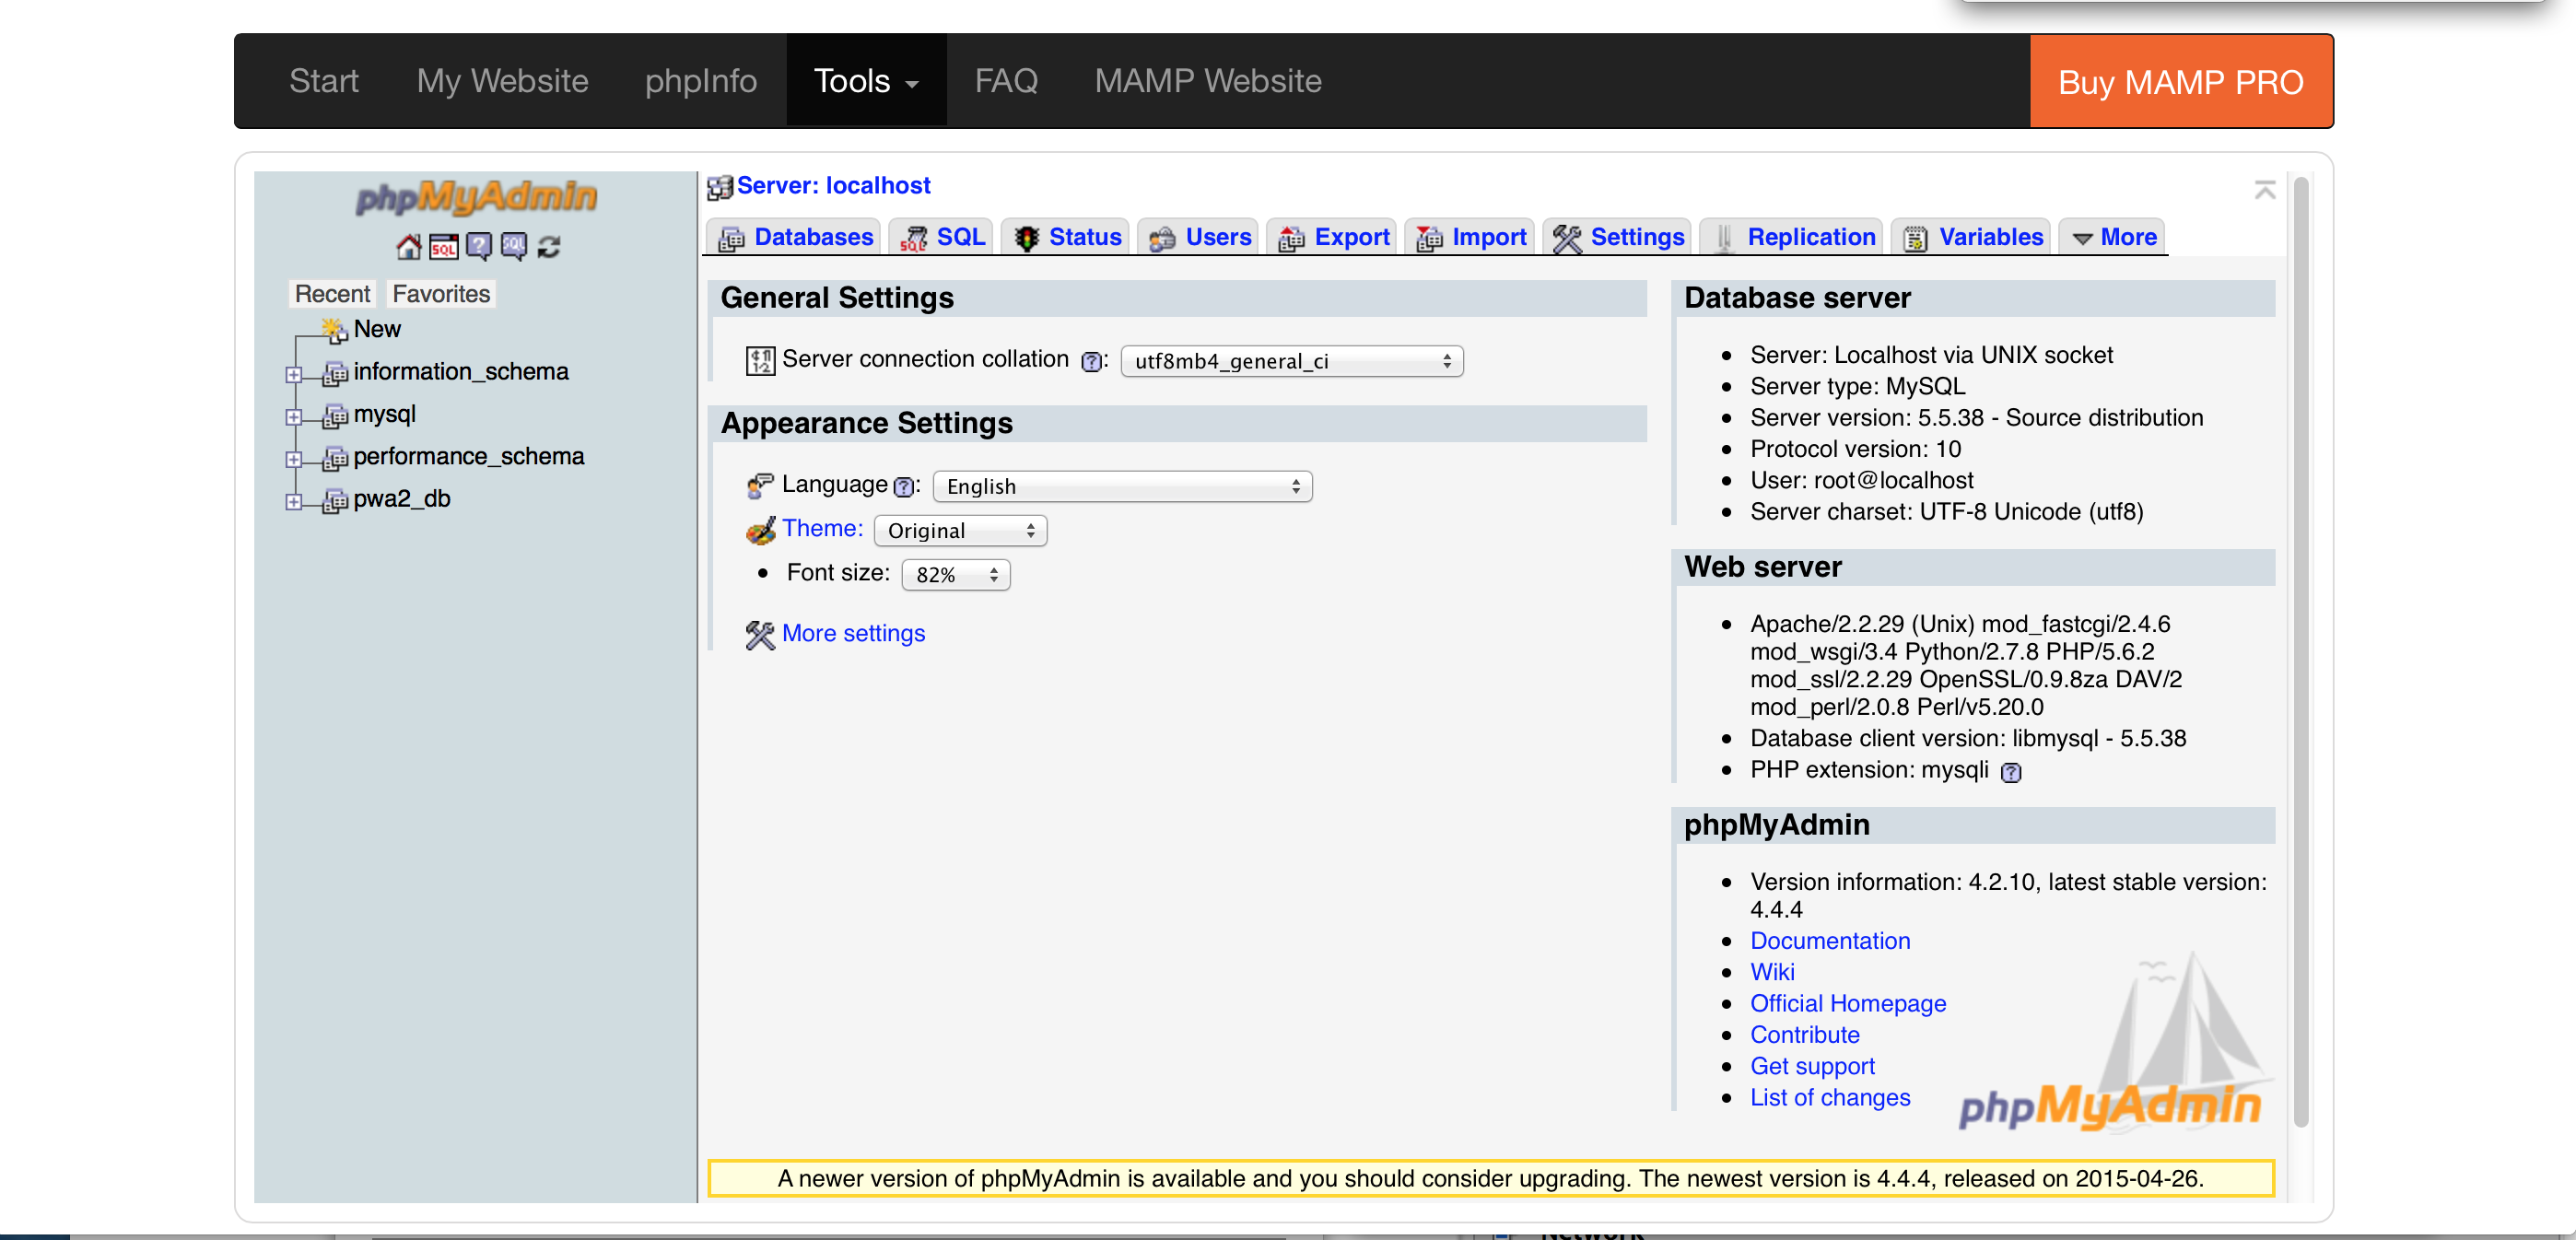 Start My Website phpInfo Tools FAQ MAMP Website Buy MAMP PRO
phpMyAdmin
SQL ? SQL
Recent Favorites
New
information_schema
mysql
performance_schema
pwa2_db
Server: localhost
Databases SQL Status Users Export Import Settings Replication Variables More
General Settings
Server connection collation ?: utf8mb4_general_ci
Appearance Settings
Language ?: English
Theme: Original
• Font size: 82%
More settings
Database server
• Server: Localhost via UNIX socket
• Server type: MySQL
• Server version: 5.5.38 - Source distribution
• Protocol version: 10
• User: root@localhost
• Server charset: UTF-8 Unicode (utf8)
Web server
• Apache/2.2.29 (Unix) mod_fastcgi/2.4.6
mod_wsgi/3.4 Python/2.7.8 PHP/5.6.2
mod_ssl/2.2.29 OpenSSL/0.9.8za DAV/2
mod_perl/2.0.8 Perl/v5.20.0
• Database client version: libmysql - 5.5.38
• PHP extension: mysqli ?
phpMyAdmin
• Version information: 4.2.10, latest stable version:
4.4.4
• Documentation
• Wiki
• Official Homepage
• Contribute
• Get support
• List of changes
phpMyAdmin
A newer version of phpMyAdmin is available and you should consider upgrading. The newest version is 4.4.4, released on 2015-04-26.
Network